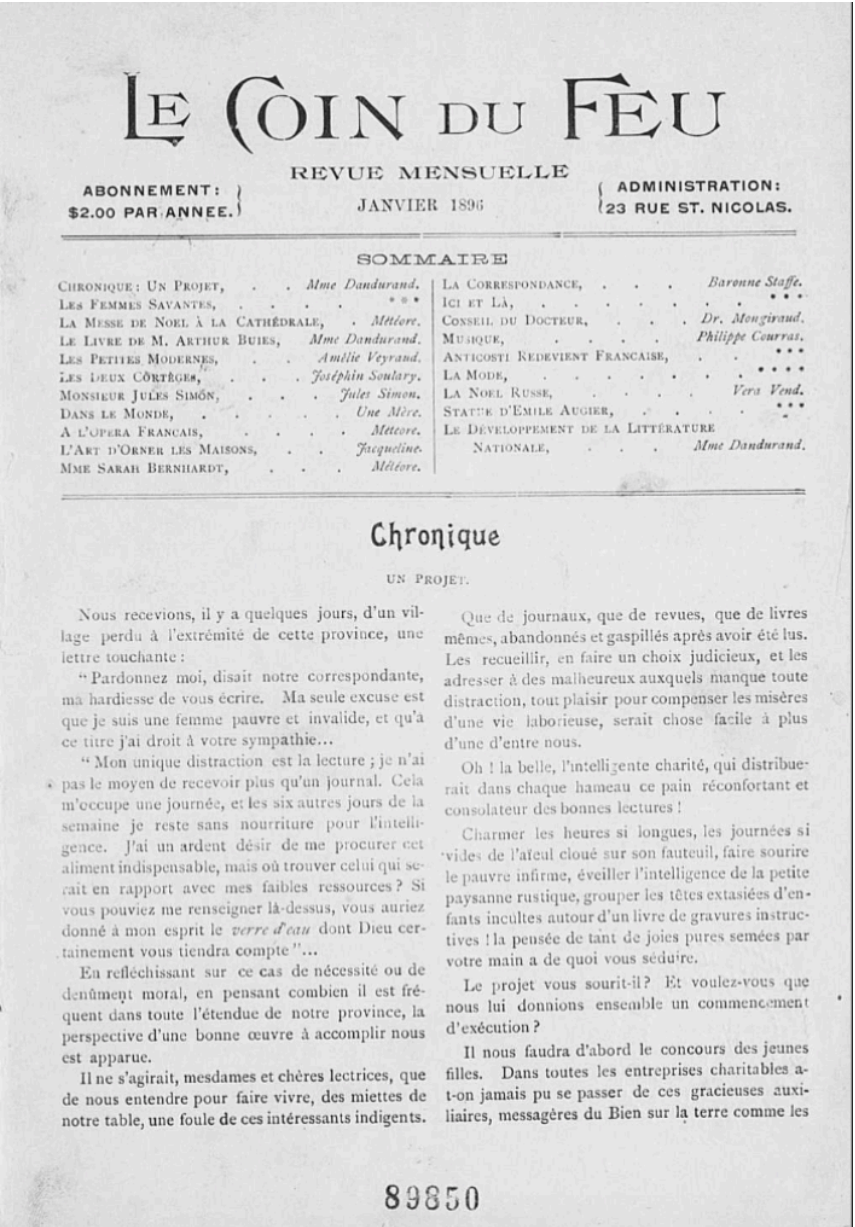 LE COIN DU FEU
REVUE MENSUELLE
ABONNEMENT:
$2.00 PAR ANNEE.
JANVIER 1896
ADMINISTRATION:
23 RUE ST. NICOLAS.
SOMMAIRE
CHRONIQUE : UN PROJET, . . Mme Dandurand.
LES FEMMES SAVANTES, . . . . * * *
LA MESSE DE NOEL À LA CATHÉDRALE, . Météore.
LE LIVRE DE M. ARTHUR BUIES, Mme Dandurand.
LES PETITES MODERNES, . . Amélie Veyrand.
LES DEUX CÔRTÈGES, . . . Joséphin Soulary.
MONSIEUR JULES SIMON, . . . Jules Simon.
DANS LE MONDE, . . . . . Une Mère.
A L'OPERA FRANCAIS, . . . . Méteore.
L'ART D'ORNER LES MAISONS, . . Jacqueline.
MME SARAH BERNHARDT, . . . Météore.
LA CORRESPONDANCE, . . . Baronne Staffe.
ICI ET LÀ, . . . . . . . * * *
CONSEIL DU DOCTEUR, . . . Dr. Mongiraud.
MUSIQUE, . . . . Philippe Courras.
ANTICOSTI REDEVIENT FRANCAISE, . . * * *
LA MODE, . . . . . . . * * * *
LA NOEL RUSSE, . . . . Vera Vend.
STATUE D'EMILE AUGIER, . . . . * * *
LE DÉVELOPPEMENT DE LA LITTÉRATURE
NATIONALE, . . . Mme Dandurand.
Chronique
UN PROJET.
Nous recevions, il y a quelques jours, d'un vil-
lage perdu à l'extrémité de cette province, une
lettre touchante :
" Pardonnez moi, disait notre correspondante,
ma hardiesse de vous écrire. Ma seule excuse est
que je suis une femme pauvre et invalide, et qu'à
ce titre j'ai droit à votre sympathie...
" Mon unique distraction est la lecture ; je n'ai
pas le moyen de recevoir plus qu'un journal. Cela
m'occupe une journée, et les six autres jours de la
semaine je reste sans nourriture pour l'intelli-
gence. J'ai un ardent désir de me procurer cet
aliment indispensable, mais où trouver celui qui se-
rait en rapport avec mes faibles ressources ? Si
vous pouviez me renseigner là-dessus, vous auriez
donné à mon esprit le verre d'eau dont Dieu cer-
tainement vous tiendra compte "...
En refléchissant sur ce cas de nécessité ou de
denûment moral, en pensant combien il est fré-
quent dans toute l'étendue de notre province, la
perspective d'une bonne œuvre à accomplir nous
est apparue.
Il ne s'agirait, mesdames et chères lectrices, que
de nous entendre pour faire vivre, des miettes de
notre table, une foule de ces intéressants indigents.
Que de journaux, que de revues, que de livres
mêmes, abandonnés et gaspillés après avoir été lus.
Les recueillir, en faire un choix judicieux, et les
adresser à des malheureux auxquels manque toute
distraction, tout plaisir pour compenser les misères
d'une vie laborieuse, serait chose facile à plus
d'une d'entre nous.
Oh ! la belle, l'intelligente charité, qui distribue-
rait dans chaque hameau ce pain réconfortant et
consolateur des bonnes lectures !
Charmer les heures si longues, les journées si
vides de l'aïeul cloué sur son fauteuil, faire sourire
le pauvre infirme, éveiller l'intelligence de la petite
paysanne rustique, grouper les têtes extasiées d'en-
fants incultes autour d'un livre de gravures instruc-
tives ! la pensée de tant de joies pures semées par
votre main a de quoi vous séduire.
Le projet vous sourit-il ? Et voulez-vous que
nous lui donnions ensemble un commencement
d'exécution ?
Il nous faudra d'abord le concours des jeunes
filles. Dans toutes les entreprises charitables a-
t-on jamais pu se passer de ces gracieuses auxi-
liaires, messagères du Bien sur la terre comme les
89850